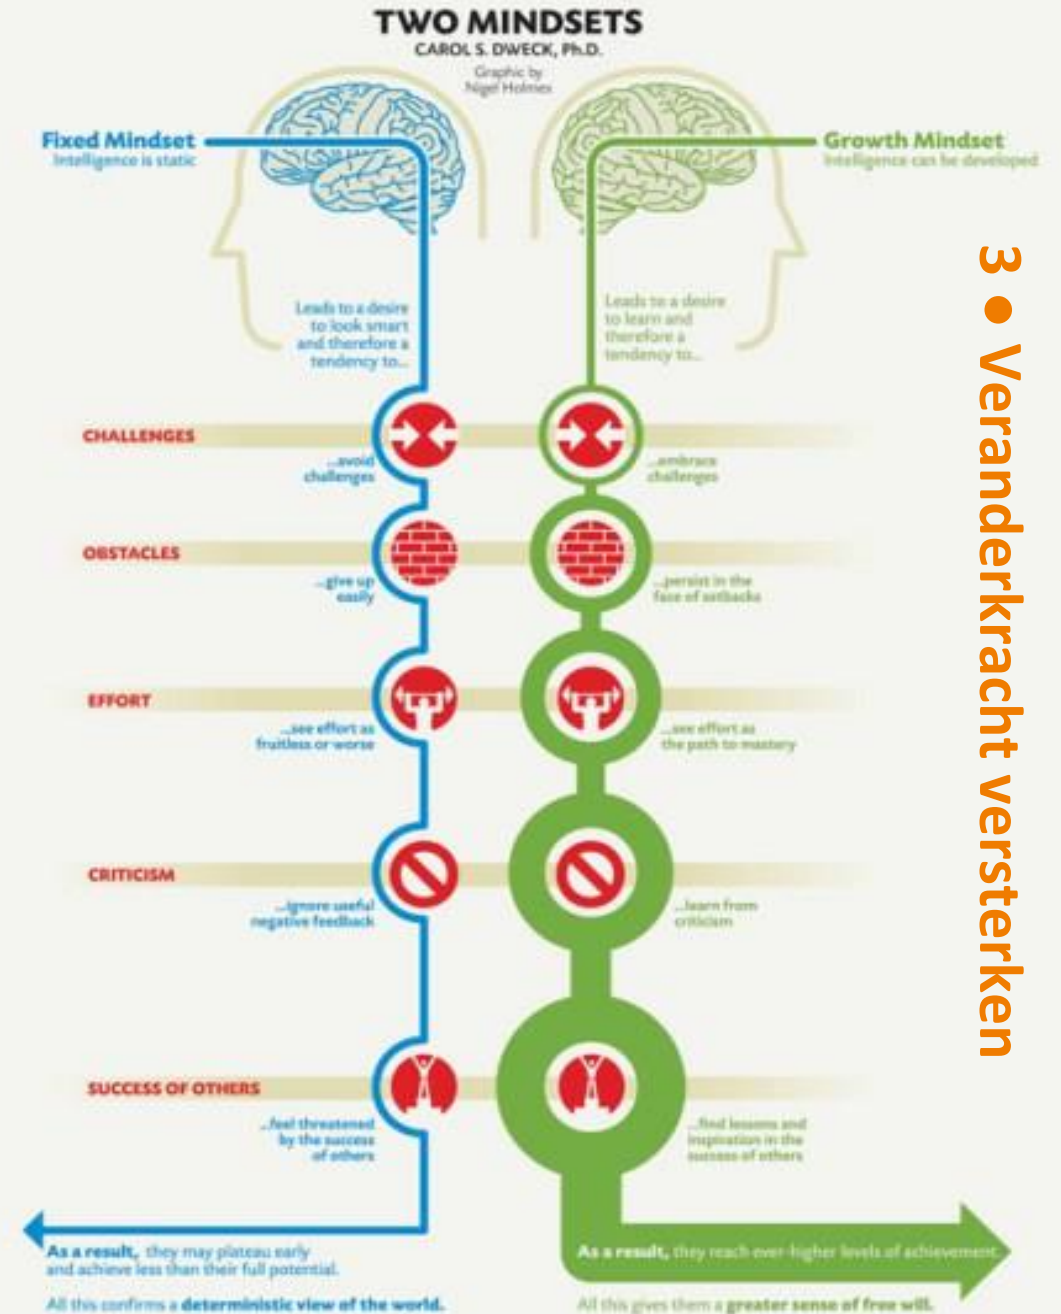 TWO MINDSETS
CAROL S. DWECK, Ph.D.
Graphic by
Nigel Holmes
Fixed Mindset
Intelligence is static
Growth Mindset
Intelligence can be developed
Leads to a desire
to look smart
and therefore a
tendency to...
Leads to a desire
to learn and
therefore a
tendency to...
CHALLENGES
...avoid
challenges
...embrace
challenges
OBSTACLES
...give up
easily
...persist in the
face of setbacks
EFFORT
...see effort as
fruitless or worse
...see effort as
the path to mastery
CRITICISM
...ignore useful
negative feedback
...learn from
criticism
SUCCESS OF OTHERS
...feel threatened
by the success
of others
...find lessons and
inspiration in the
success of others
As a result, they may plateau early
and achieve less than their full potential.
All this confirms a deterministic view of the world.
As a result, they reach ever-higher levels of achievement.
All this gives them a greater sense of free will.
3 ● Veranderkracht versterken